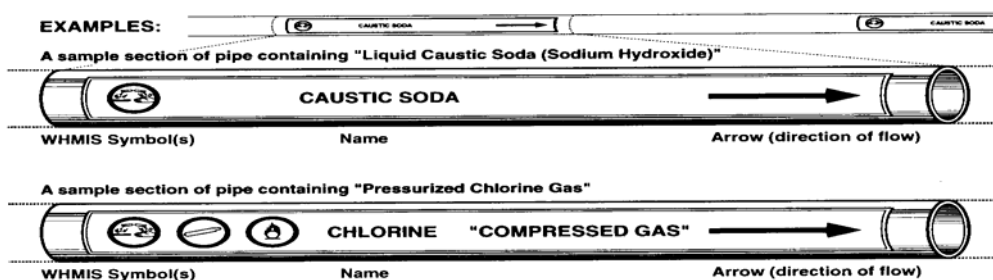 EXAMPLES:
CAUSTIC SODA
CAUSTIC SODA
A sample section of pipe containing "Liquid Caustic Soda (Sodium Hydroxide)"
CAUSTIC SODA
WHMIS Symbol(s) Name Arrow (direction of flow)
A sample section of pipe containing "Pressurized Chlorine Gas"
CHLORINE "COMPRESSED GAS"
WHMIS Symbol(s) Name Arrow (direction of flow)